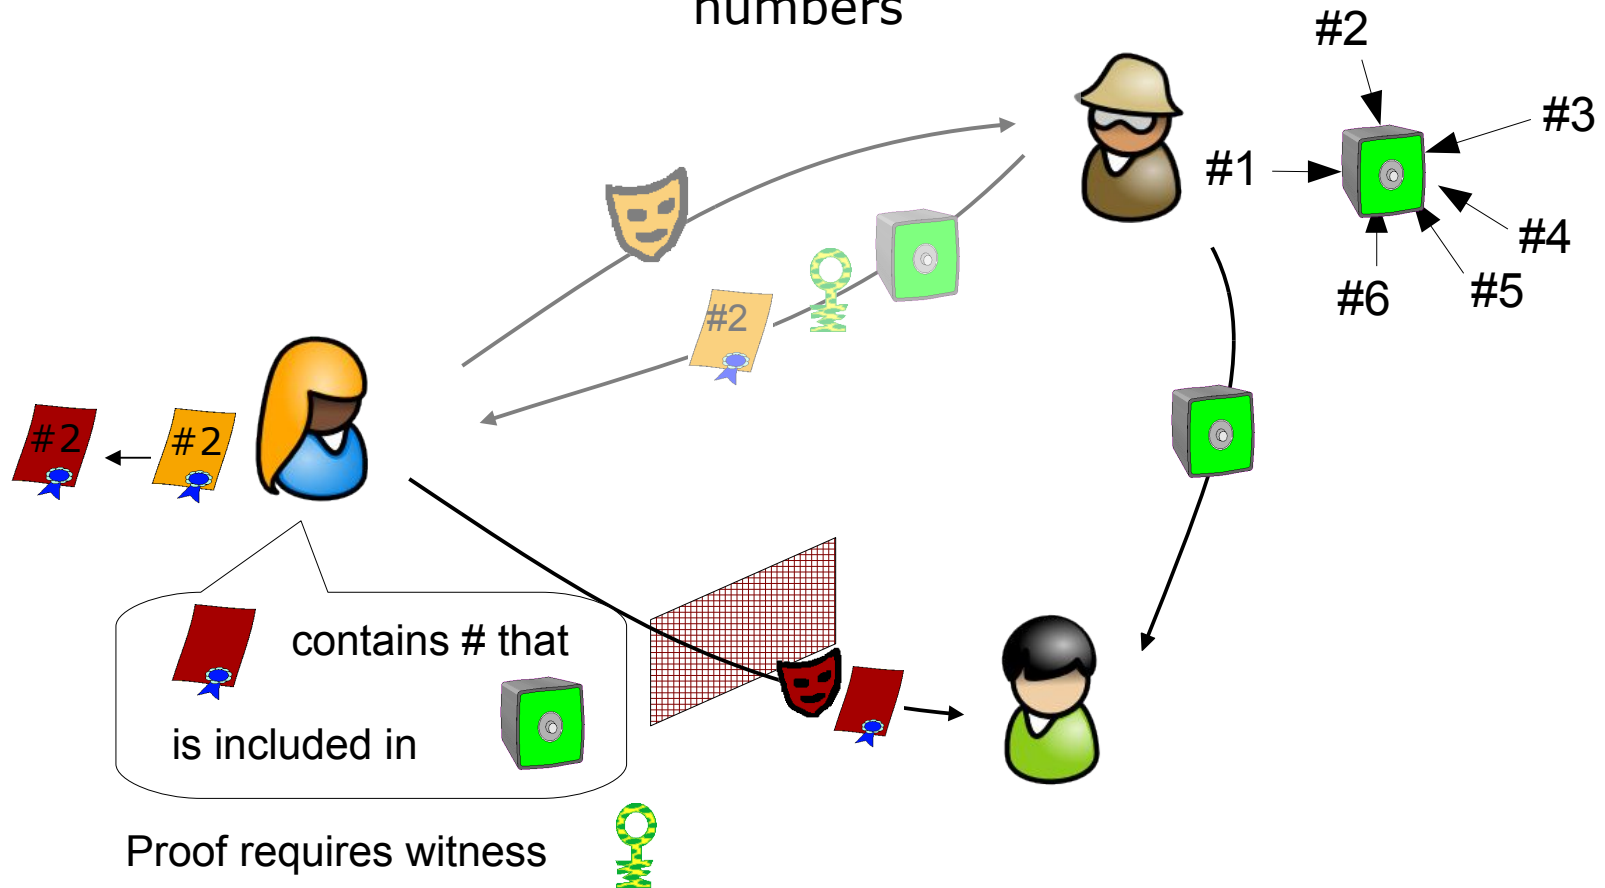 numbers
#2
#3
#1
#4
#5
#6
#2
#2
#2
contains # that
is included in
Proof requires witness